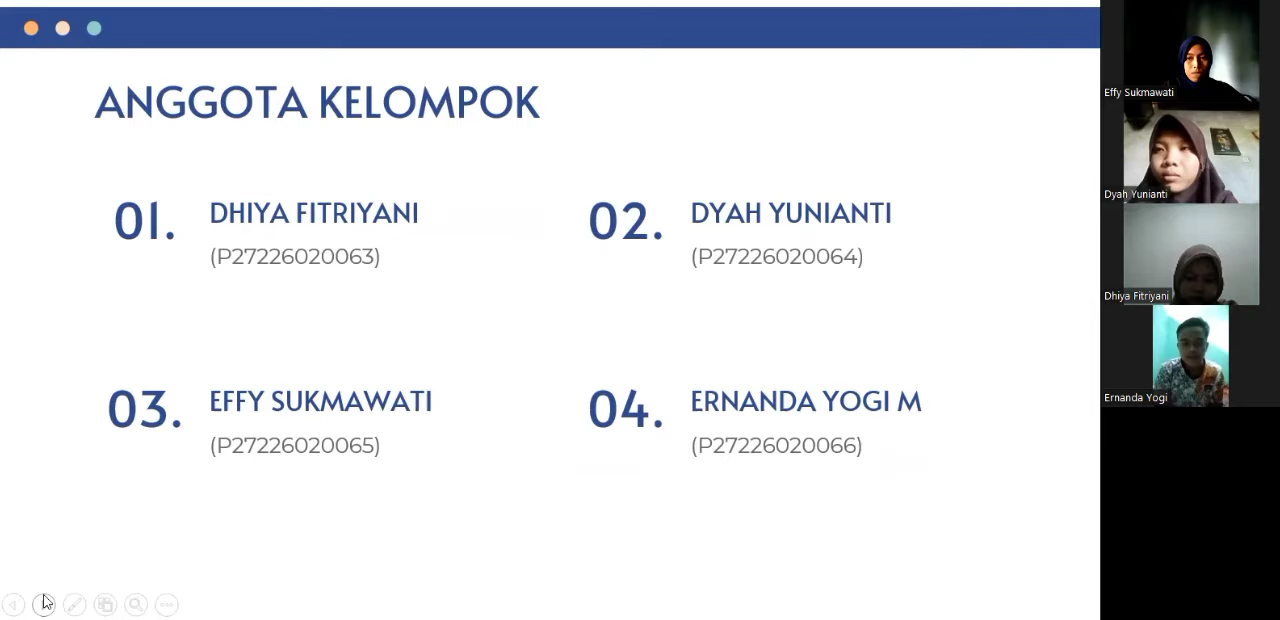 ANGGOTA KELOMPOK
01.
DHIYA FITRIYANI
(P27226020063)
02.
DYAH YUNIANTI
(P27226020064)
03.
EFFY SUKMAWATI
(P27226020065)
04.
ERNANDA YOGI M
(P27226020066)
Effy Sukmawati
Dyah Yunianti
Dhiya Fitriyani
Ernanda Yogi